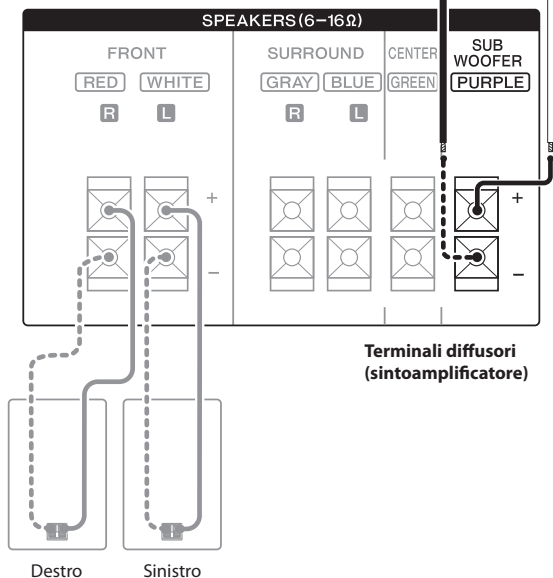 SPEAKERS(6–16Ω)
FRONT SURROUND CENTER SUB WOOFER
RED WHITE GRAY BLUE GREEN PURPLE
R L R L
+ +
– –
Terminali diffusori
(sintoamplificatore)
Destro Sinistro